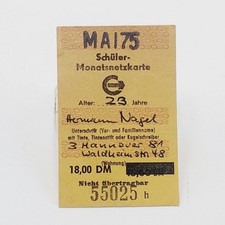 MAI 75
Schüler-
Monatsnetzkarte
Alter: 23 Jahre
Hermann Nagel
Unterschrift (Vor- und Familienname)
mit Tinte, Tintenstift oder Kugelschreiber
3 Hannover 81
Waldheimstr. 48
(Wohnung)
18,00 DM
Nicht übertragbar
55025 h